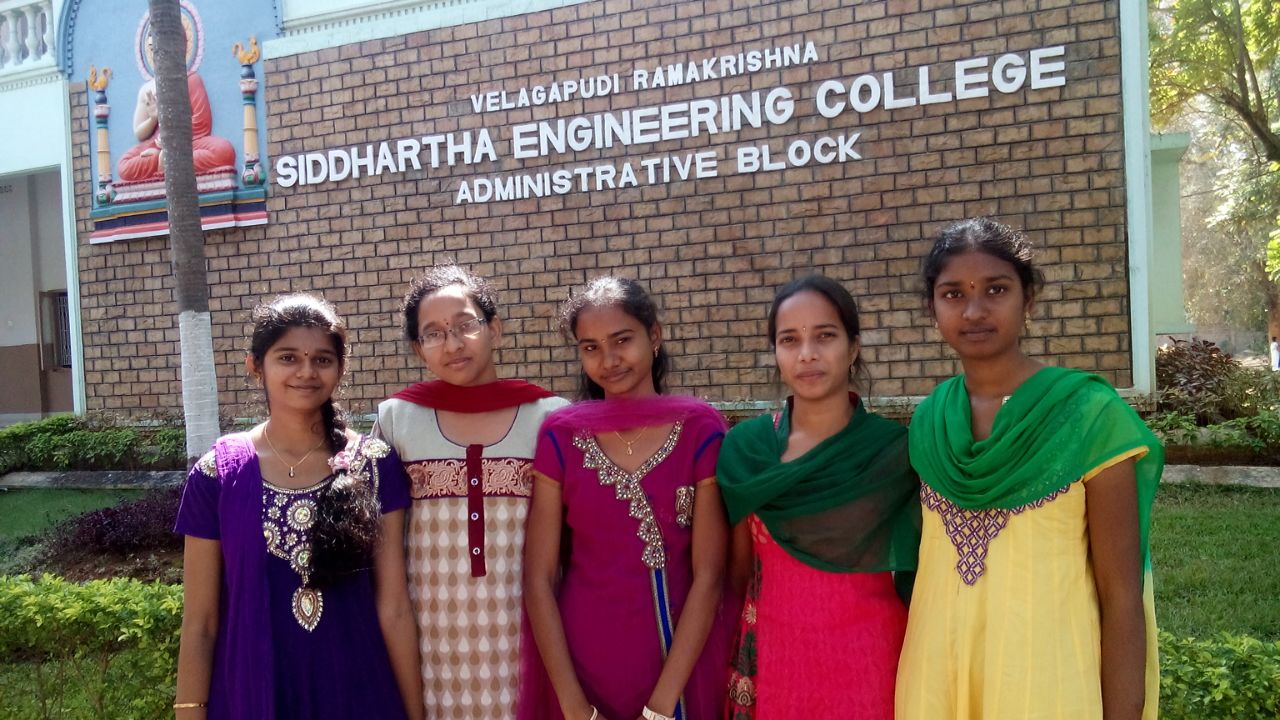 VELAGAPUDI RAMAKRISHNA
SIDDHARTHA ENGINEERING COLLEGE
ADMINISTRATIVE BLOCK